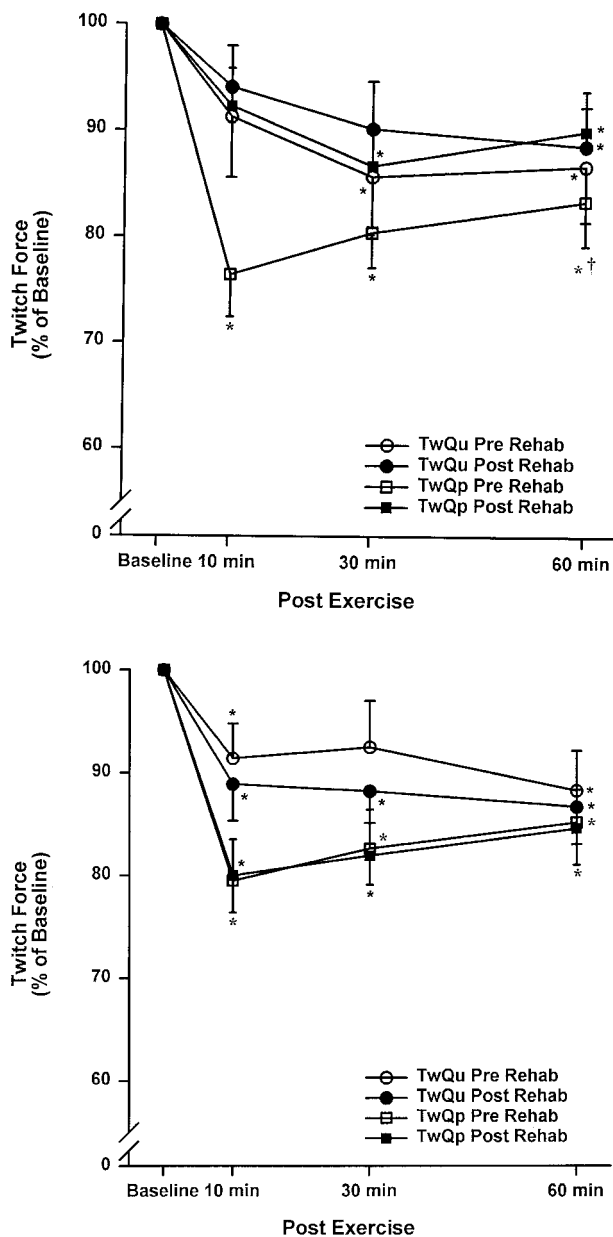 100
90
80
70
60
0
Twitch Force
(% of Baseline)
*
*
*
*
*
*
*
* †
TwQu Pre Rehab
TwQu Post Rehab
TwQp Pre Rehab
TwQp Post Rehab
Baseline 10 min 30 min 60 min
Post Exercise
100
90
80
70
60
0
Twitch Force
(% of Baseline)
*
*
*
*
*
*
*
*
*
*
*
TwQu Pre Rehab
TwQu Post Rehab
TwQp Pre Rehab
TwQp Post Rehab
Baseline 10 min 30 min 60 min
Post Exercise